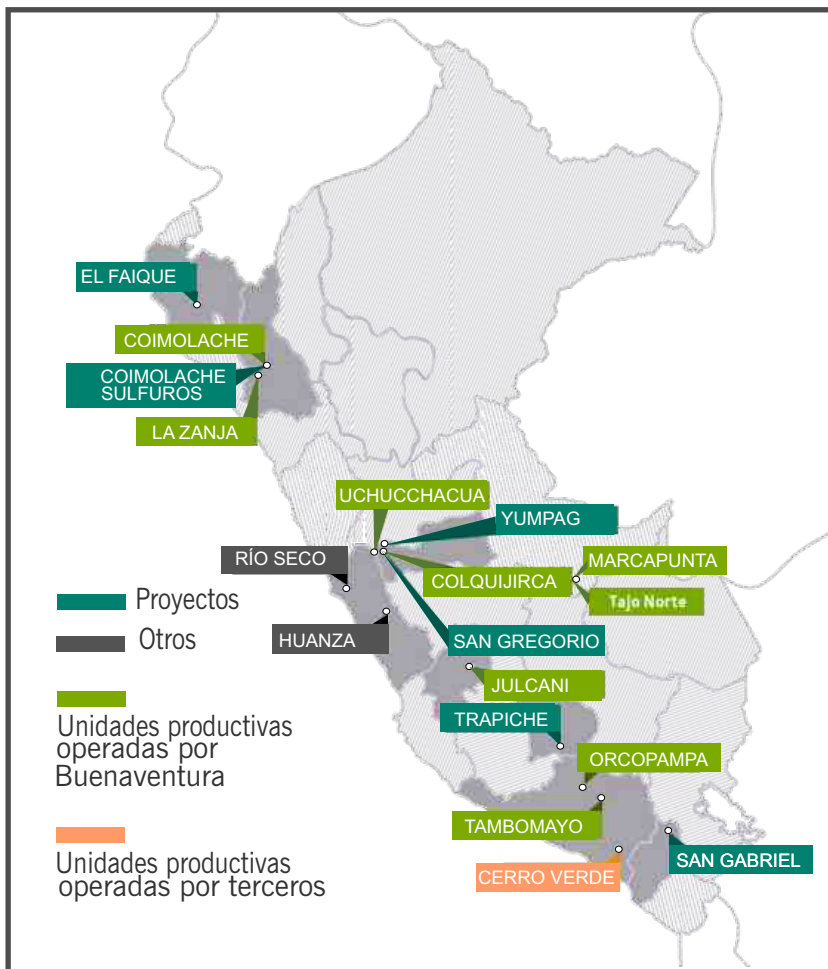 EL FAIQUE
COIMOLACHE
COIMOLACHE
SULFUROS
LA ZANJA
UCHUCCHACUA
YUMPAG
RÍO SECO
COLQUIJIRCA
MARCAPUNTA
Tajo Norte
HUANZA
SAN GREGORIO
JULCANI
TRAPICHE
ORCOPAMPA
TAMBOMAYO
CERRO VERDE
SAN GABRIEL
Proyectos
Otros
Unidades productivas
operadas por
Buenaventura
Unidades productivas
operadas por terceros